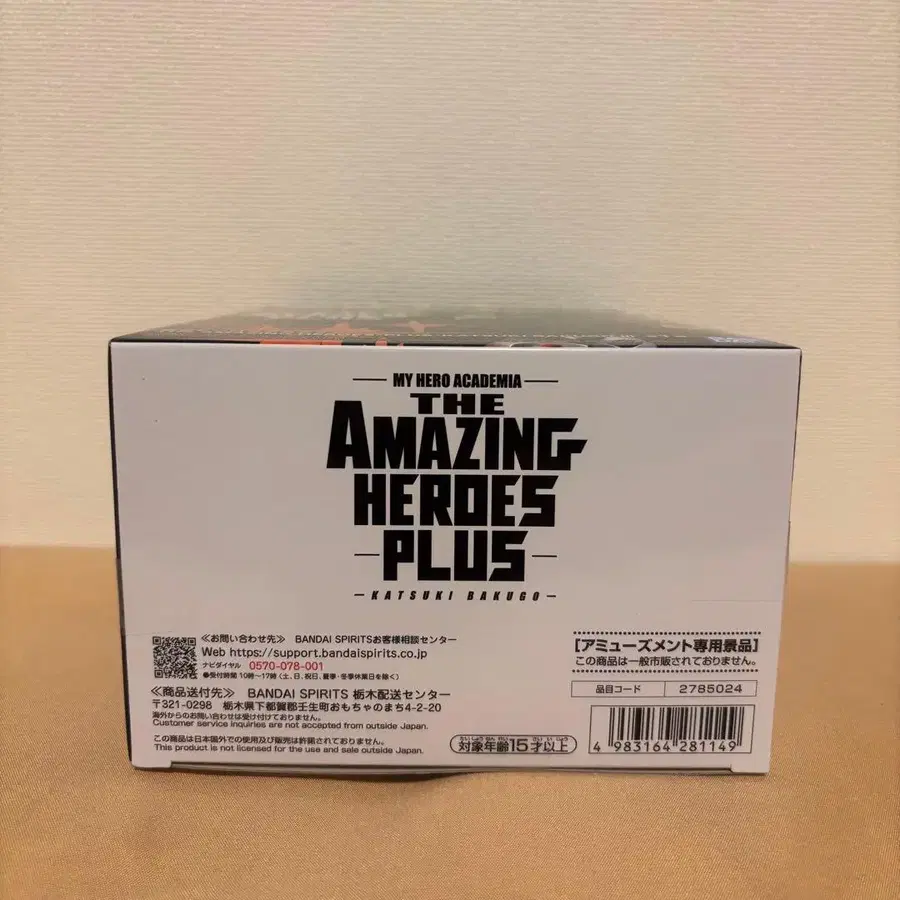 MY HERO ACADEMIA
THE
AMAZING
HEROES
PLUS
KATSUKI BAKUGO
≪お問い合わせ先≫ BANDAI SPIRITSお客様相談センター
Web https://support.bandaispirits.co.jp
ナビダイヤル 0570-078-001
●受付時間 10時～17時 (土、日、祝日、夏季・冬季休業日を除く)
≪商品送付先≫ BANDAI SPIRITS 栃木配送センター
〒321-0298 栃木県下都賀郡壬生町おもちゃのまち4-2-20
海外からのお問い合わせは受け付けておりません。
Customer service inquiries are not accepted from outside Japan.
この商品は日本国外での使用及び販売は許諾されておりません。
This product is not licensed for the use and sale outside Japan.
[アミューズメント専用景品]
この商品は一般市販されておりません。
品目コード 2785024
対象年齢15才以上
4 983164 281149